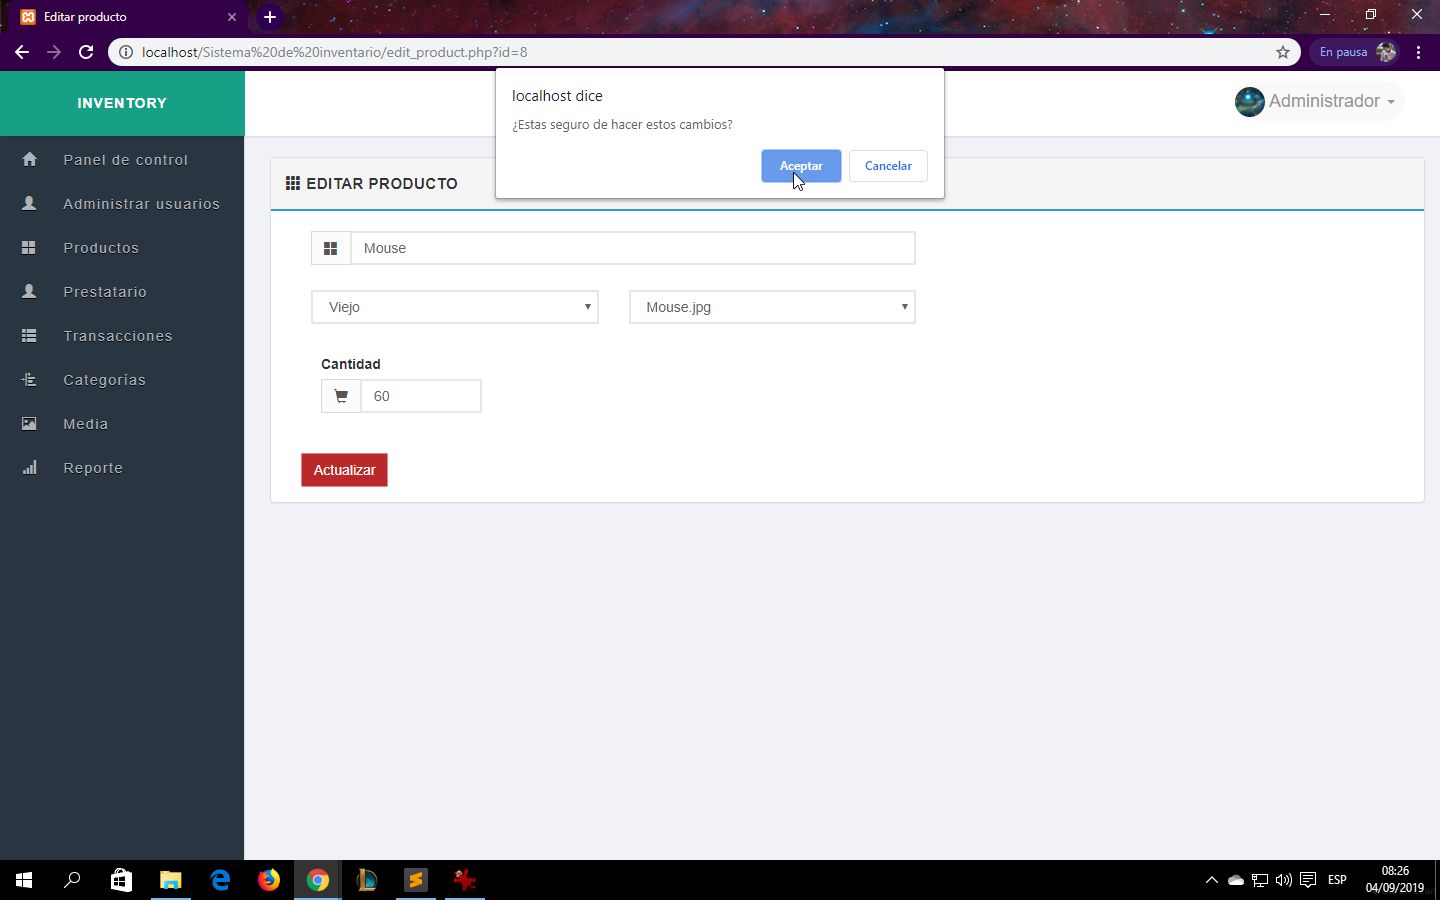 Editar producto
localhost/Sistema%20de%20inventario/edit_product.php?id=8
En pausa
INVENTORY
localhost dice
¿Estas seguro de hacer estos cambios?
Aceptar
Cancelar
Administrador
Panel de control
Administrar usuarios
Productos
Prestatario
Transacciones
Categorías
Media
Reporte
EDITAR PRODUCTO
Mouse
Viejo
Mouse.jpg
Cantidad
60
Actualizar
ESP
08:26
04/09/2019